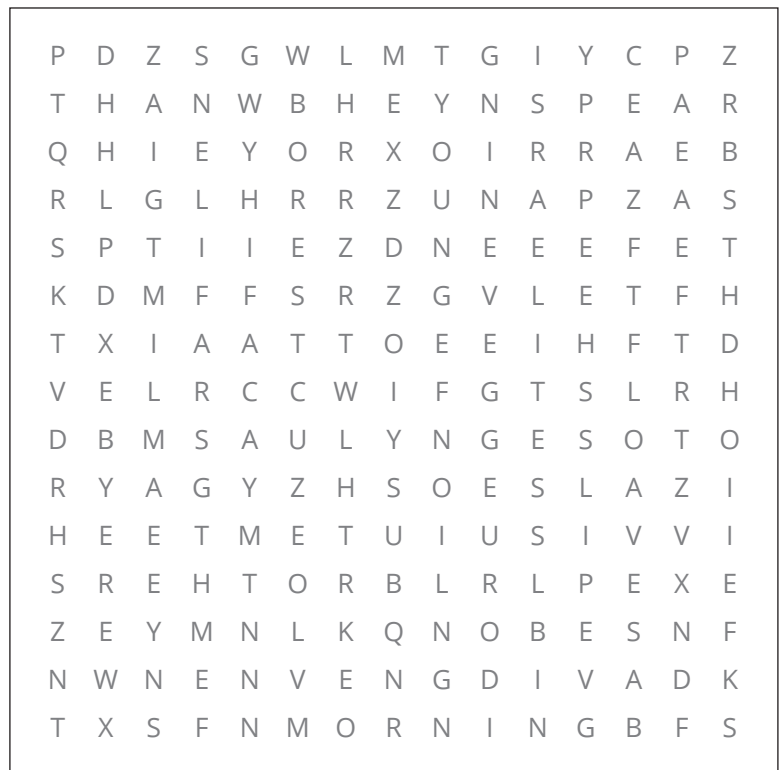 P D Z S G W L M T G I Y C P Z
T H A N W B H E Y N S P E A R
Q H I E Y O R X O I R R A E B
R L G L H R R Z U N A P Z A S
S P T I I E Z D N E E E F E T
K D M F F S R Z G V L E T F H
T X I A A T T O E E I H F T D
V E L R C C W I F G T S L R H
D B M S A U L Y N G E S O T O
R Y A G Y Z H S O E S L A Z I
H E E T M E T U I U S I V V I
S R E H T O R B L R L P E X E
Z E Y M N L K Q N O B E S N F
N W N E N V E N G D I V A D K
T X S F N M O R N I N G B F S